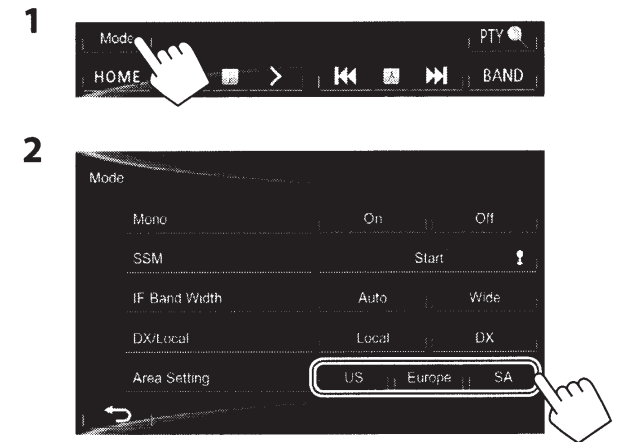 1
Mode PTY
HOME > BAND
2
Mode
Mono On Off
SSM Start
IF Band Width Auto Wide
DX/Local Local DX
Area Setting US Europe SA